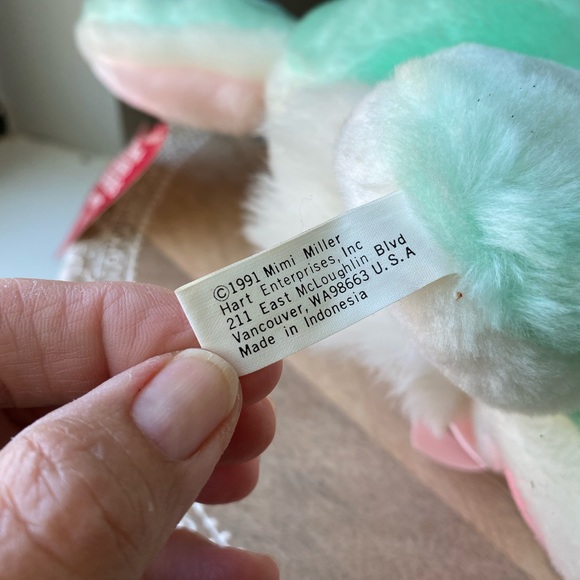 ©1991 Mimi Miller
Hart Enterprises, Inc
211 East McLoughlin Blvd
Vancouver, WA98663 U.S.A
Made in Indonesia